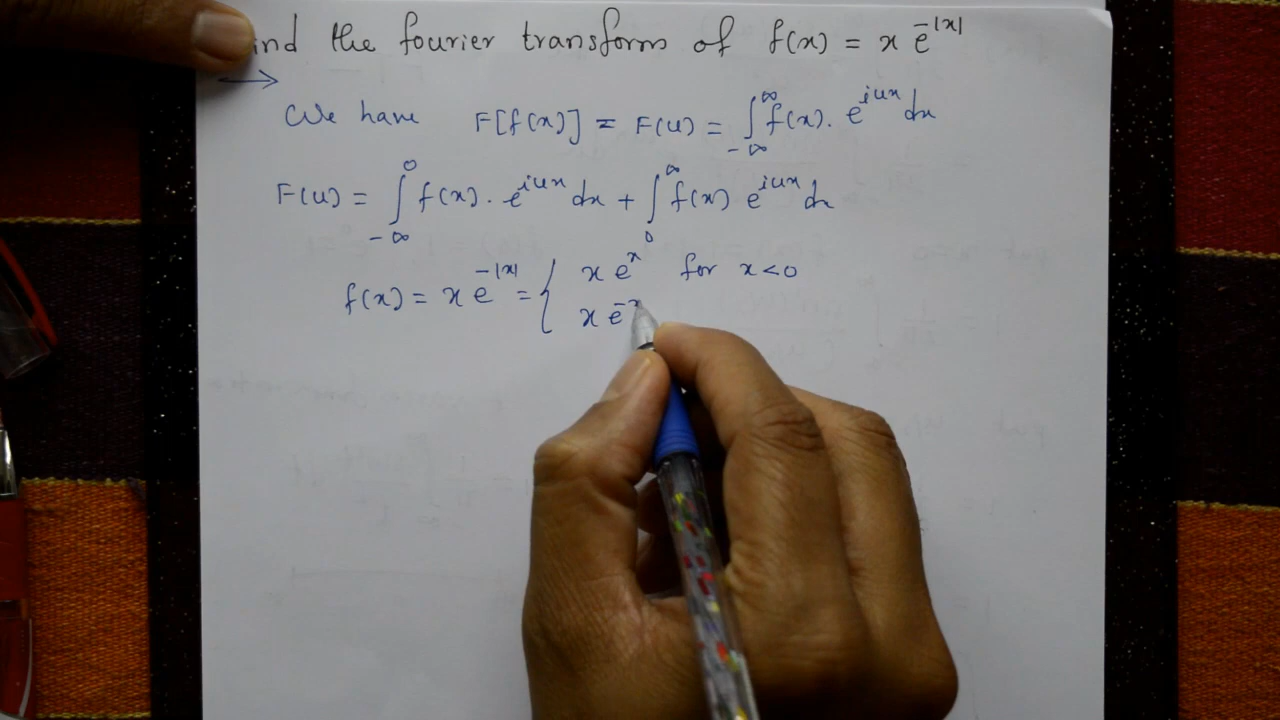 ind the fourier transform of f(x) = x e^{-|x|}
We have F[f(x)] = F(u) = ∫_{-∞}^{∞} f(x). e^{iux} dx
F(u) = ∫_{-∞}^{0} f(x). e^{iux} dx + ∫_{0}^{∞} f(x) e^{iux} dx
f(x) = x e^{-|x|} = { x e^{x} for x<0
x e^{-x}